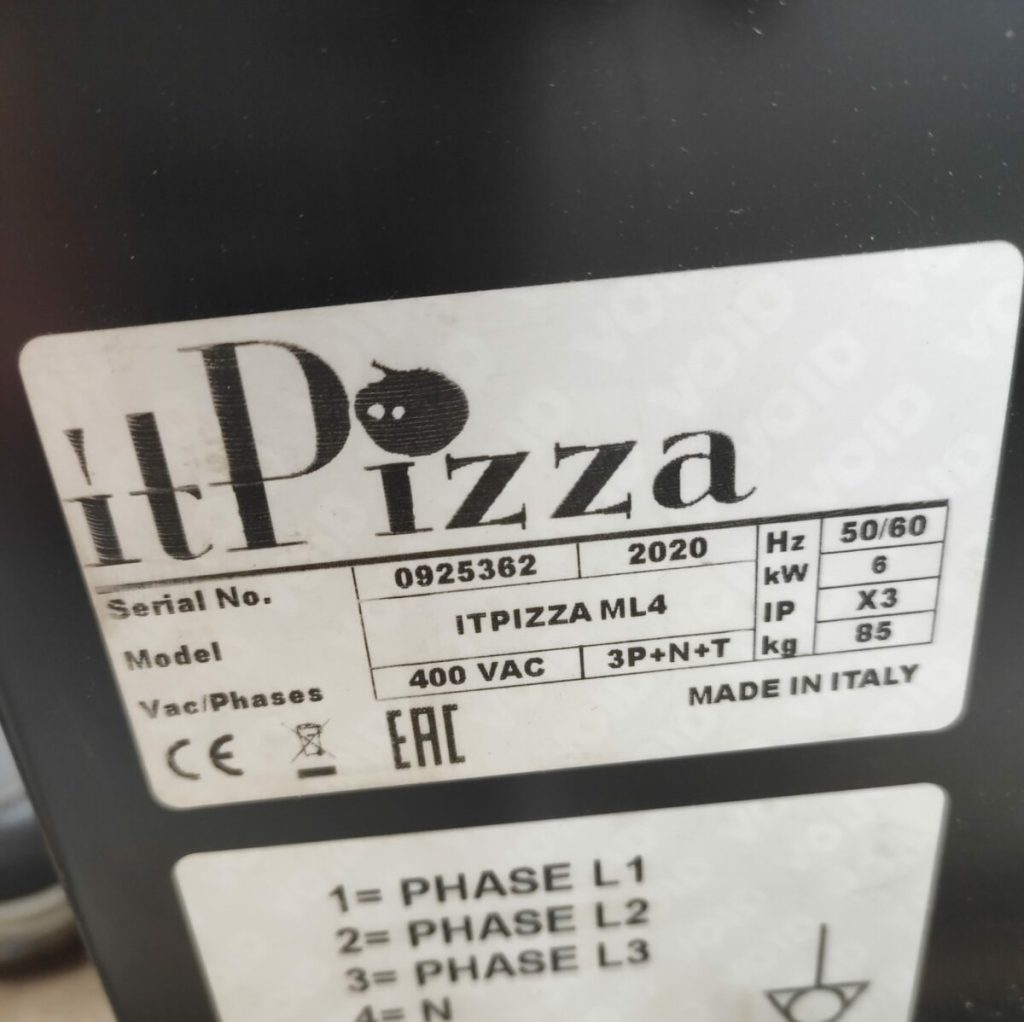 itPizza
Serial No. 0925362 2020 Hz 50/60
kW 6
Model ITPIZZA ML4 IP X3
Vac/Phases 400 VAC 3P+N+T kg 85
CE EAC MADE IN ITALY
1= PHASE L1
2= PHASE L2
3= PHASE L3
4= N